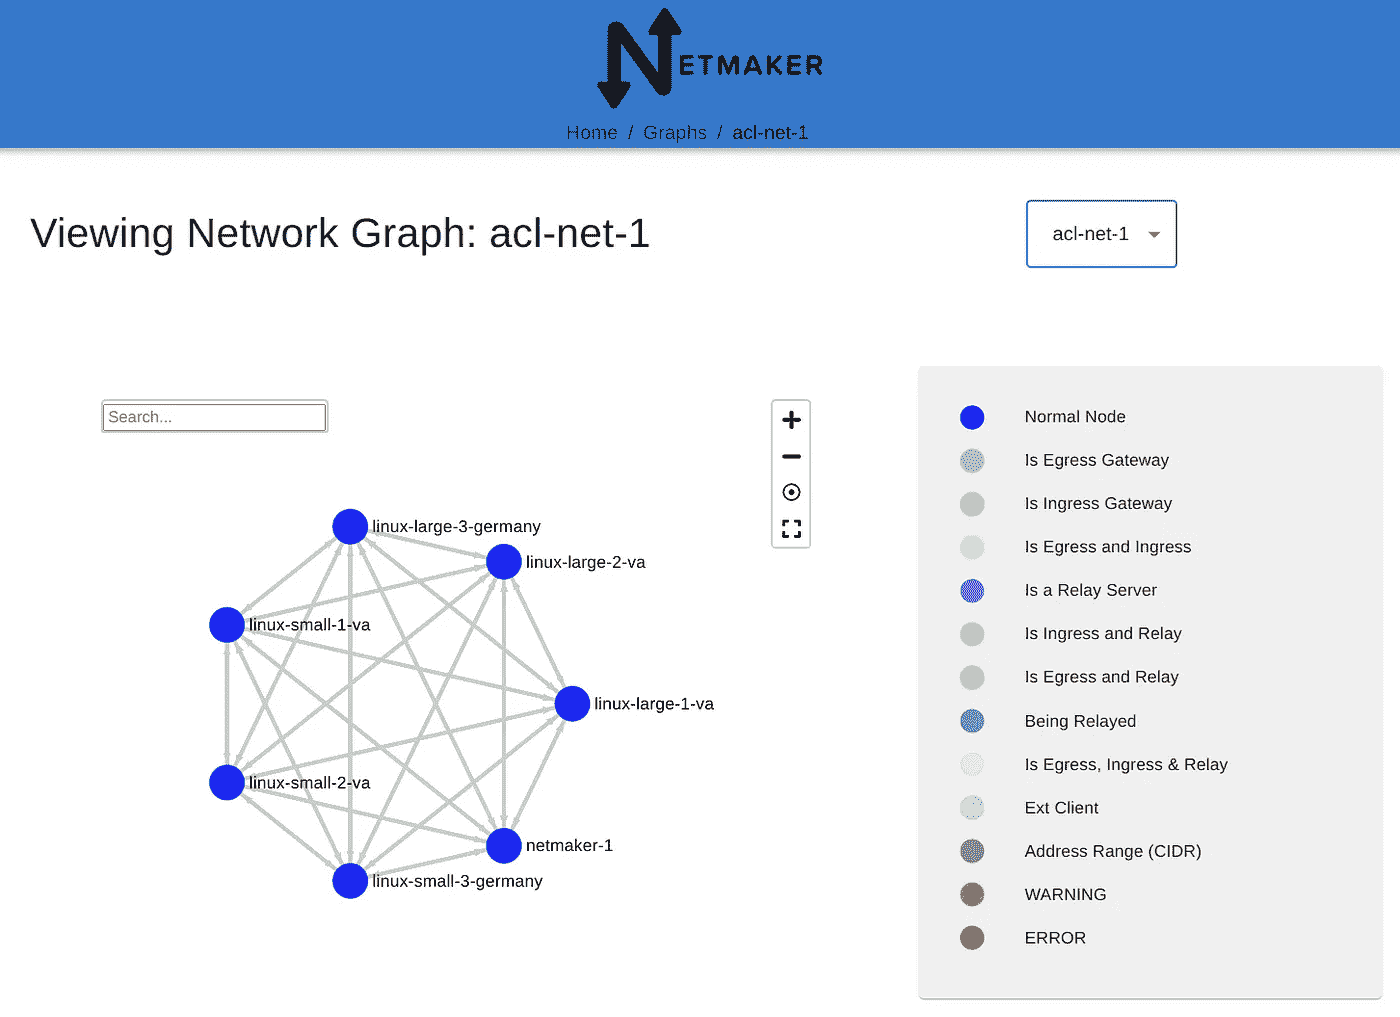 NETMAKER
Home / Graphs / acl-net-1
Viewing Network Graph: acl-net-1
acl-net-1
Search...
linux-large-3-germany
linux-large-2-va
linux-small-1-va
linux-large-1-va
linux-small-2-va
netmaker-1
linux-small-3-germany
Normal Node
Is Egress Gateway
Is Ingress Gateway
Is Egress and Ingress
Is a Relay Server
Is Ingress and Relay
Is Egress and Relay
Being Relayed
Is Egress, Ingress & Relay
Ext Client
Address Range (CIDR)
WARNING
ERROR